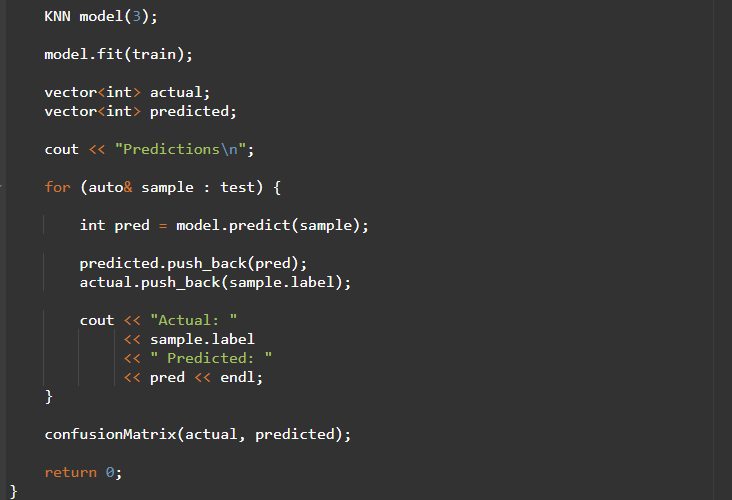 KNN model(3);
model.fit(train);
vector<int> actual;
vector<int> predicted;
cout << "Predictions\n";
for (auto& sample : test) {
int pred = model.predict(sample);
predicted.push_back(pred);
actual.push_back(sample.label);
cout << "Actual: "
<< sample.label
<< " Predicted: "
<< pred << endl;
}
confusionMatrix(actual, predicted);
return 0;
}